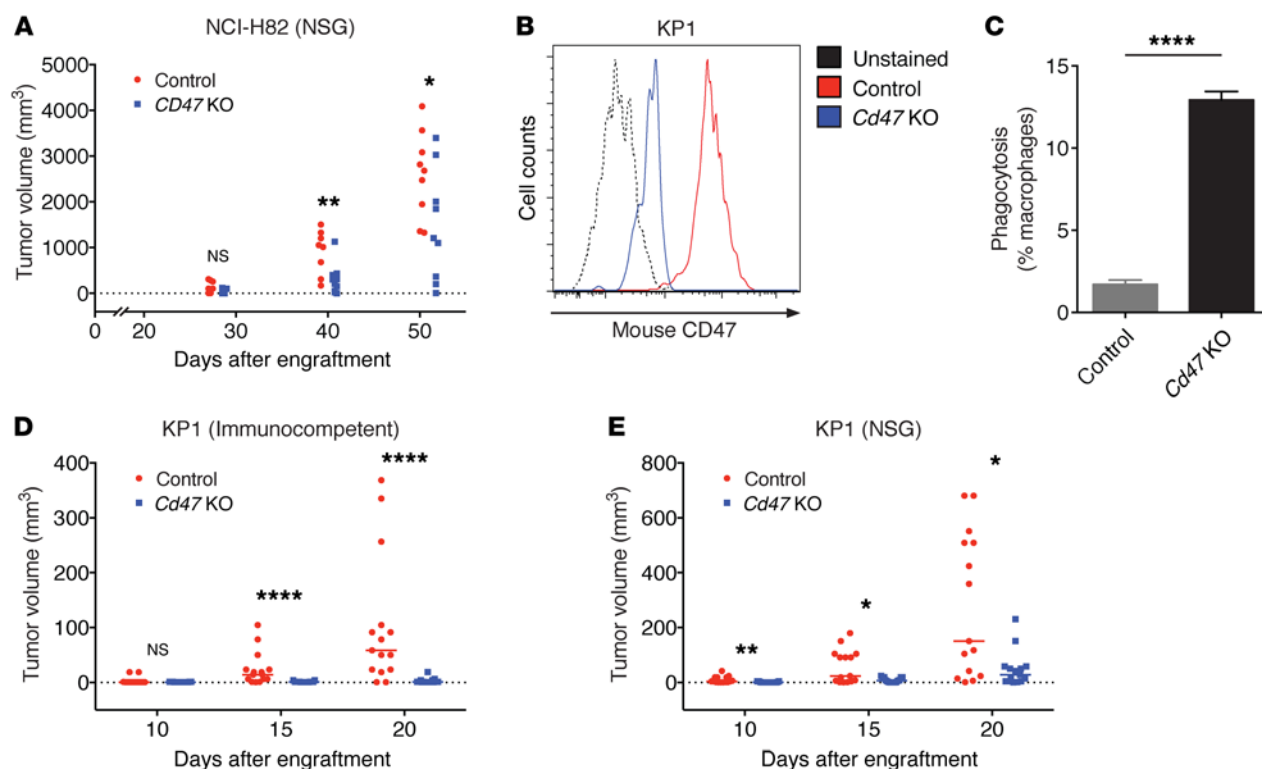 A
NCI-H82 (NSG)
Tumor volume (mm³)
5000
4000
3000
2000
1000
0
Control
CD47 KO
NS
**
*
0 20 30 40 50
Days after engraftment
B
KP1
Cell counts
Mouse CD47
Unstained
Control
Cd47 KO
C
****
Phagocytosis
(% macrophages)
15
10
5
0
Control
Cd47 KO
D
KP1 (Immunocompetent)
Tumor volume (mm³)
400
300
200
100
0
Control
Cd47 KO
NS
****
****
10 15 20
Days after engraftment
E
KP1 (NSG)
Tumor volume (mm³)
800
600
400
200
0
Control
Cd47 KO
**
*
*
10 15 20
Days after engraftment